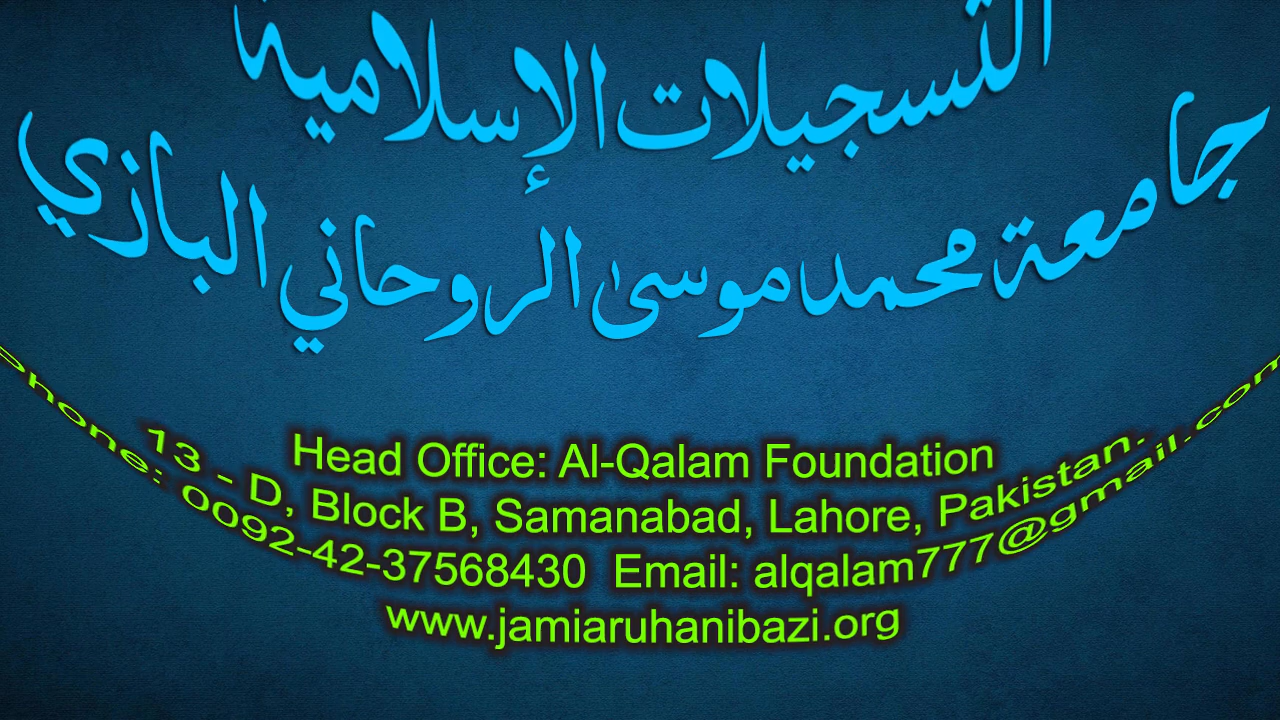 التسجيلات الإسلامية
جامعة محمد موسىٰ الروحاني البازي
Head Office: Al-Qalam Foundation
13 - D, Block B, Samanabad, Lahore, Pakistan.
Phone: 0092-42-37568430 Email: alqalam777@gmail.com
www.jamiaruhanibazi.org